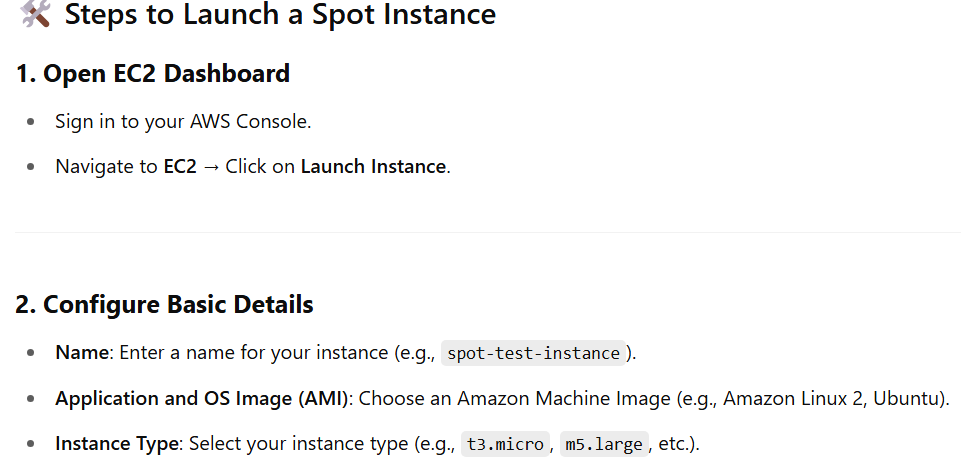 🛠️ Steps to Launch a Spot Instance
1. Open EC2 Dashboard
• Sign in to your AWS Console.
• Navigate to EC2 → Click on Launch Instance.
2. Configure Basic Details
• Name: Enter a name for your instance (e.g., spot-test-instance).
• Application and OS Image (AMI): Choose an Amazon Machine Image (e.g., Amazon Linux 2, Ubuntu).
• Instance Type: Select your instance type (e.g., t3.micro, m5.large, etc.).